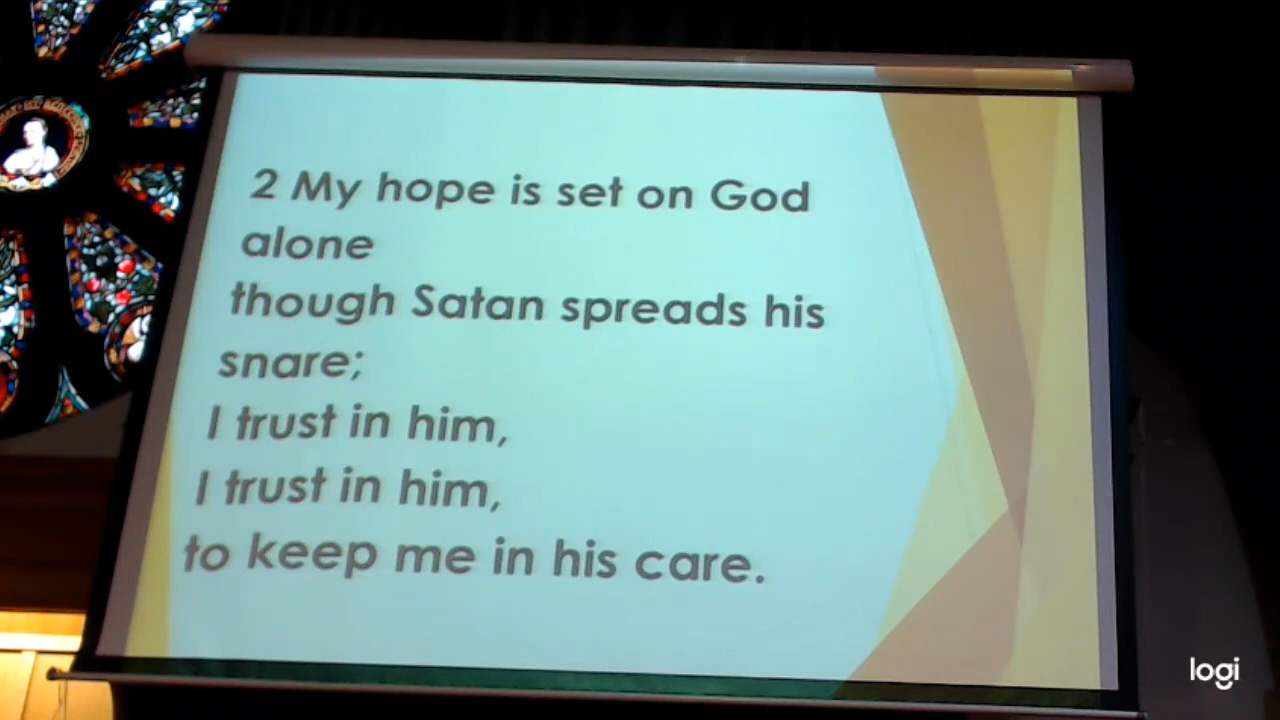 2 My hope is set on God
alone
though Satan spreads his
snare;
I trust in him,
I trust in him,
to keep me in his care.
logi